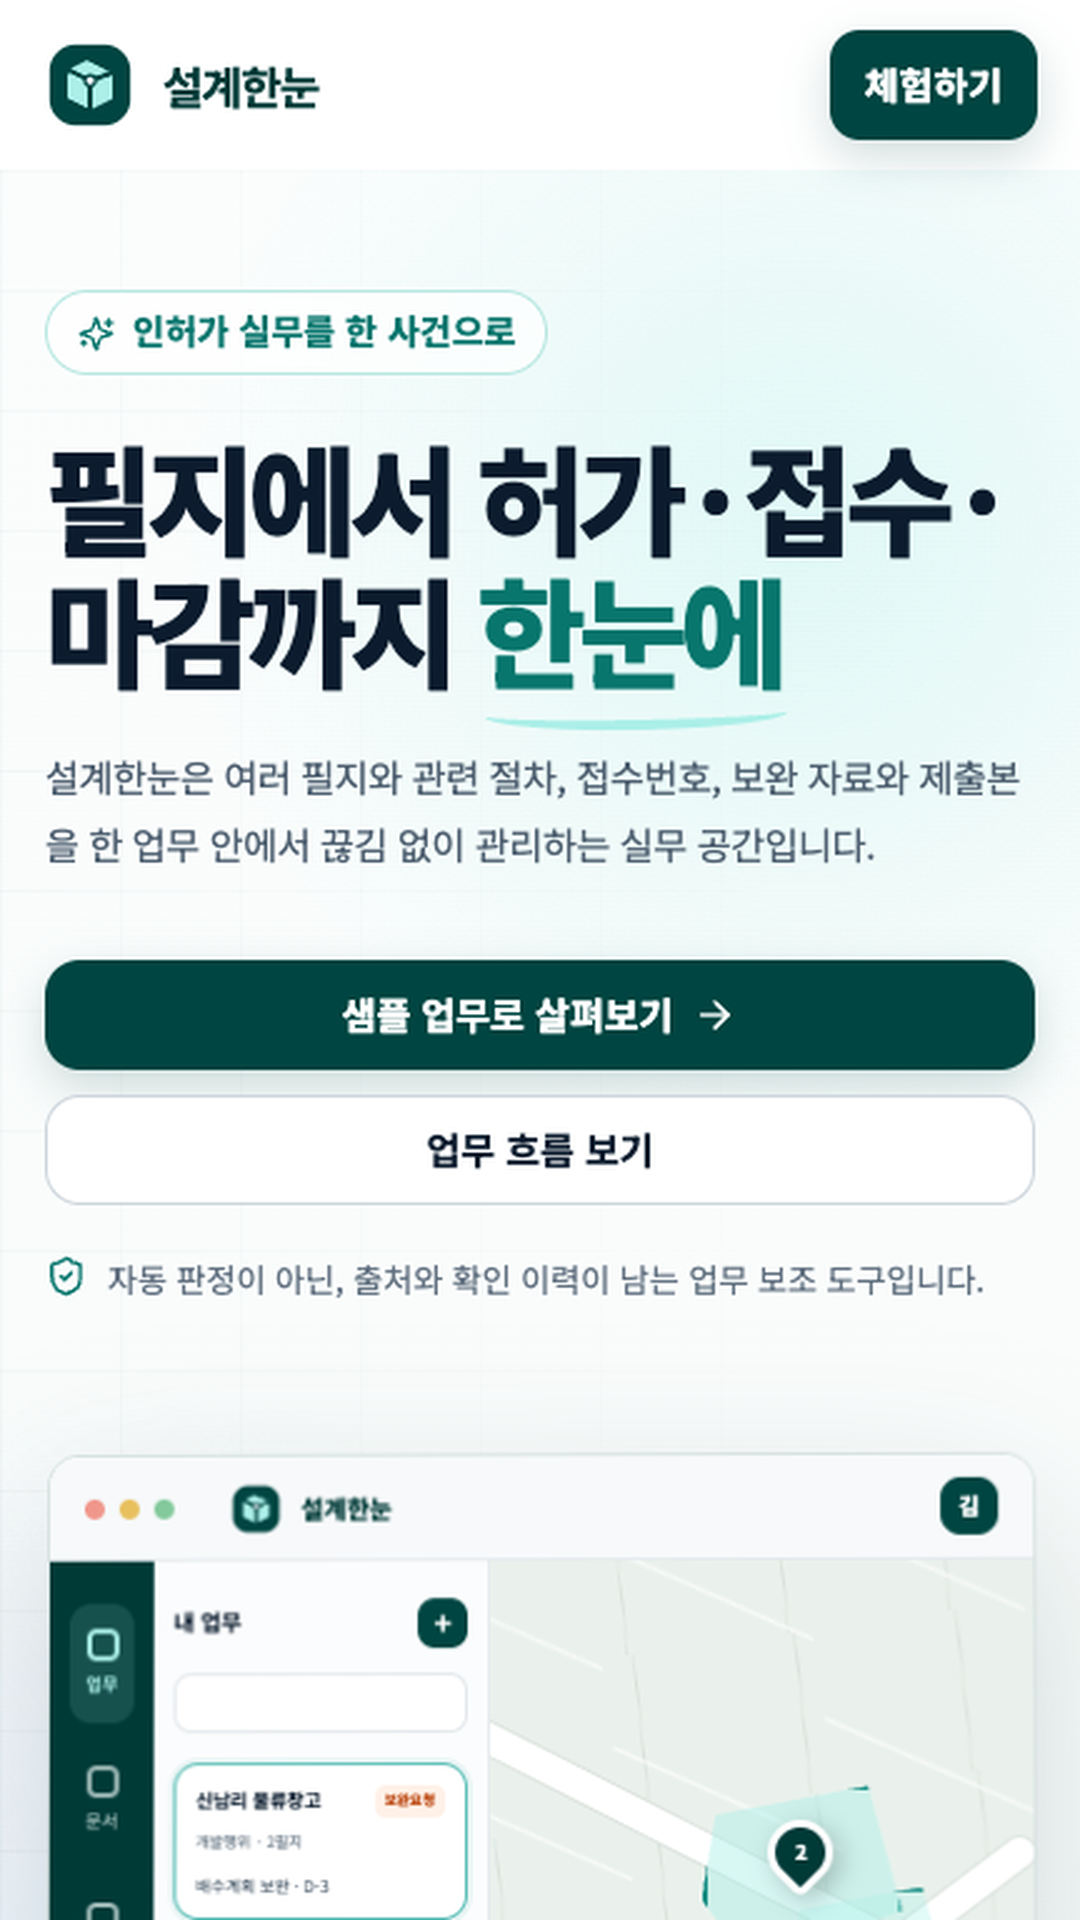 설계한눈
체험하기
인허가 실무를 한 사건으로
필지에서 허가·접수·
마감까지 한눈에
설계한눈은 여러 필지와 관련 절차, 접수번호, 보완 자료와 제출본
을 한 업무 안에서 끊김 없이 관리하는 실무 공간입니다.
샘플 업무로 살펴보기 →
업무 흐름 보기
자동 판정이 아닌, 출처와 확인 이력이 남는 업무 보조 도구입니다.
설계한눈
김
내 업무
+
업무
문서
신남리 물류창고
보완요청
개발행위 · 2필지
배수계획 보완 · D-3
2